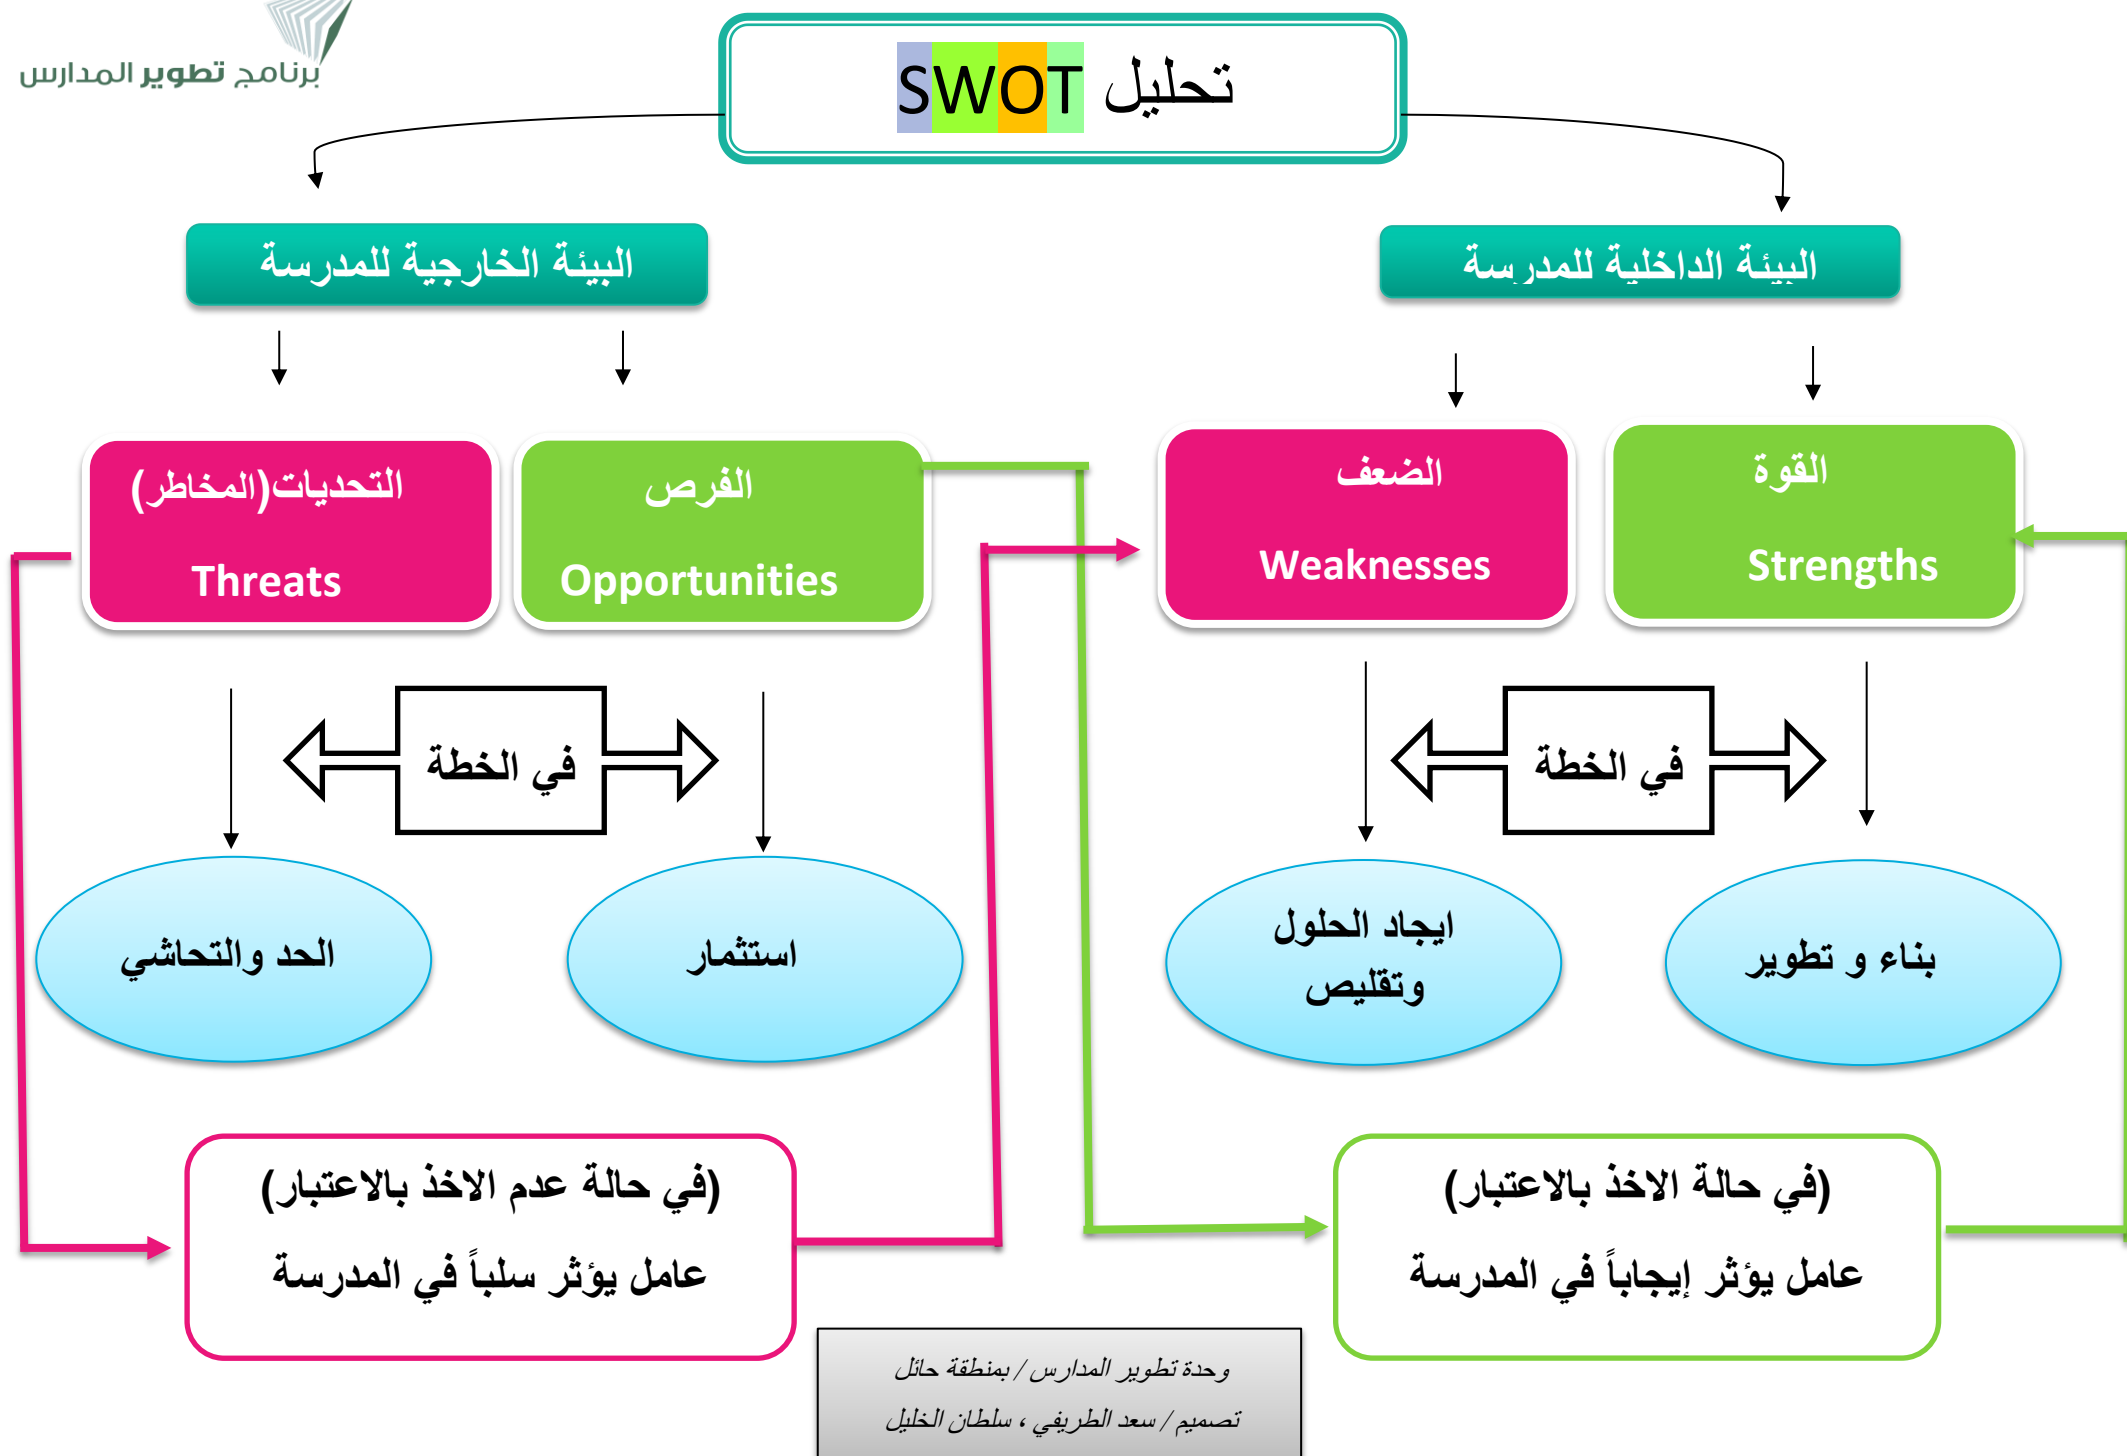 برنامج تطوير المدارس
تحليل SWOT
البيئة الداخلية للمدرسة
البيئة الخارجية للمدرسة
القوة
Strengths
الضعف
Weaknesses
الفرص
Opportunities
التحديات(المخاطر)
Threats
في الخطة
في الخطة
بناء و تطوير
ايجاد الحلول
وتقليص
استثمار
الحد والتحاشي
(في حالة الاخذ بالاعتبار)
عامل يؤثر إيجاباً في المدرسة
(في حالة عدم الاخذ بالاعتبار)
عامل يؤثر سلباً في المدرسة
وحدة تطوير المدارس / بمنطقة حائل
تصميم / سعد الطريفي ، سلطان الخليل